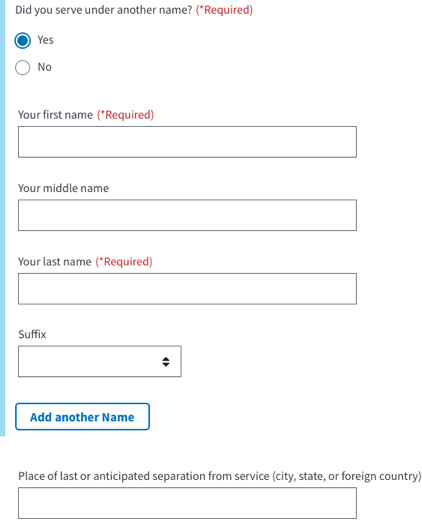 Did you serve under another name? (*Required)
Yes
No
Your first name (*Required)
Your middle name
Your last name (*Required)
Suffix
Add another Name
Place of last or anticipated separation from service (city, state, or foreign country)